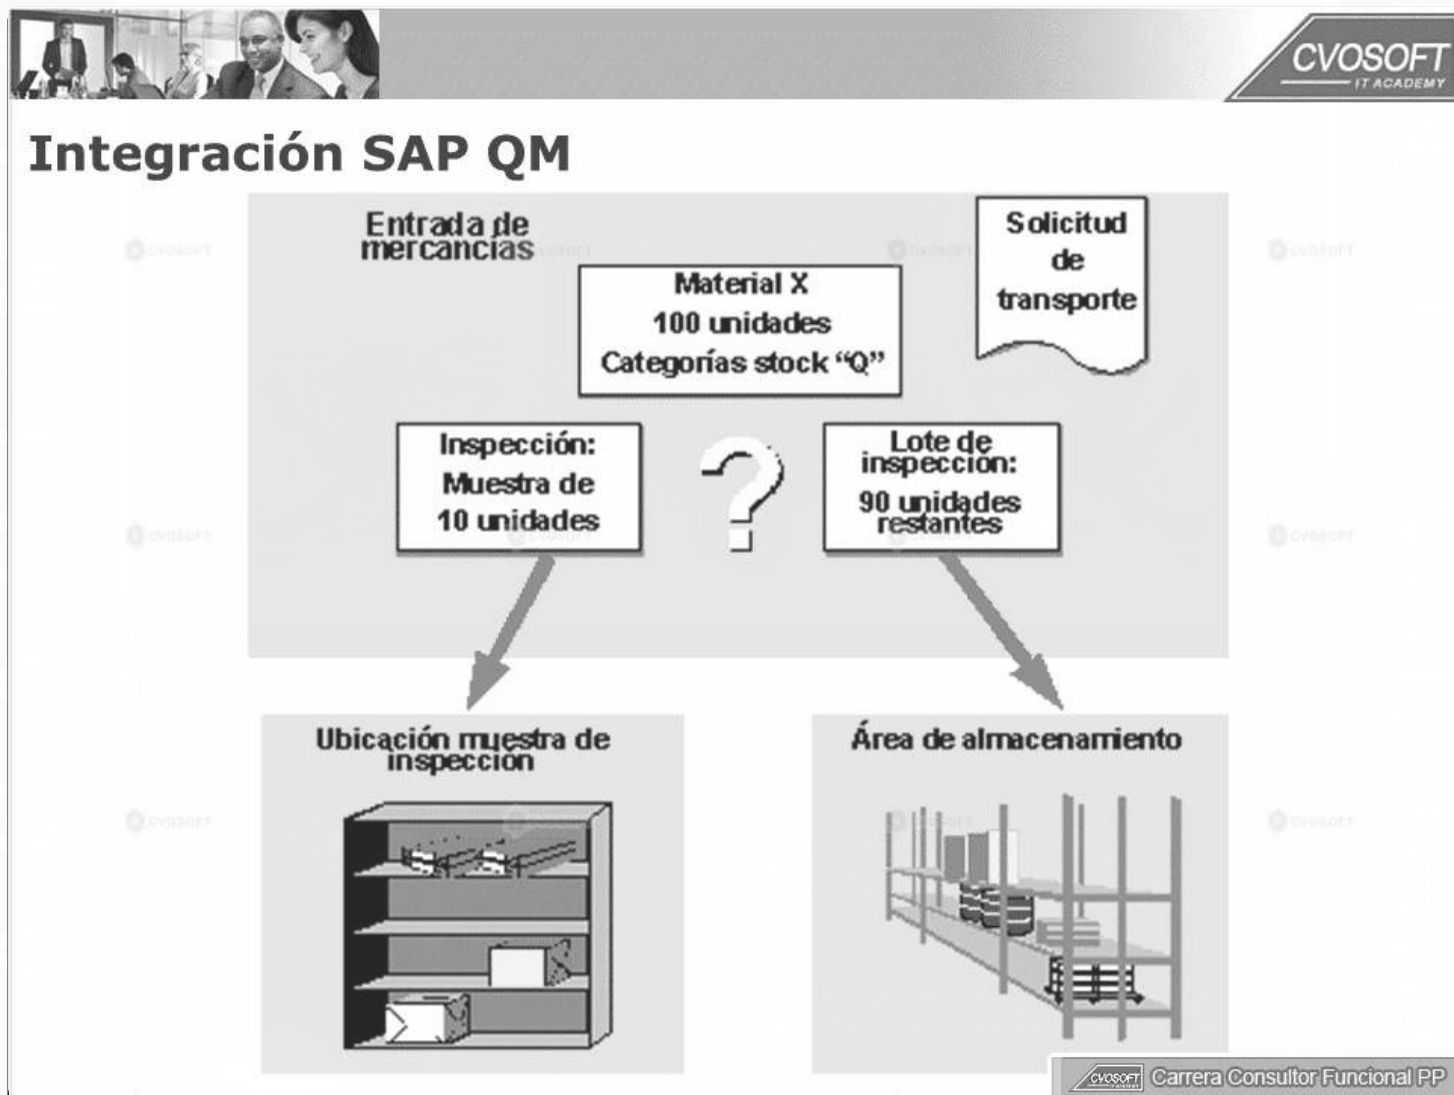 CVOSOFT
IT ACADEMY
Integración SAP QM
Entrada de
mercancías
Solicitud
de
transporte
Material X
100 unidades
Categorías stock “Q”
Inspección:
Muestra de
10 unidades
?
Lote de
inspección:
90 unidades
restantes
Ubicación muestra de
inspección
Área de almacenamiento
CVOSOFT
Carrera Consultor Funcional PP